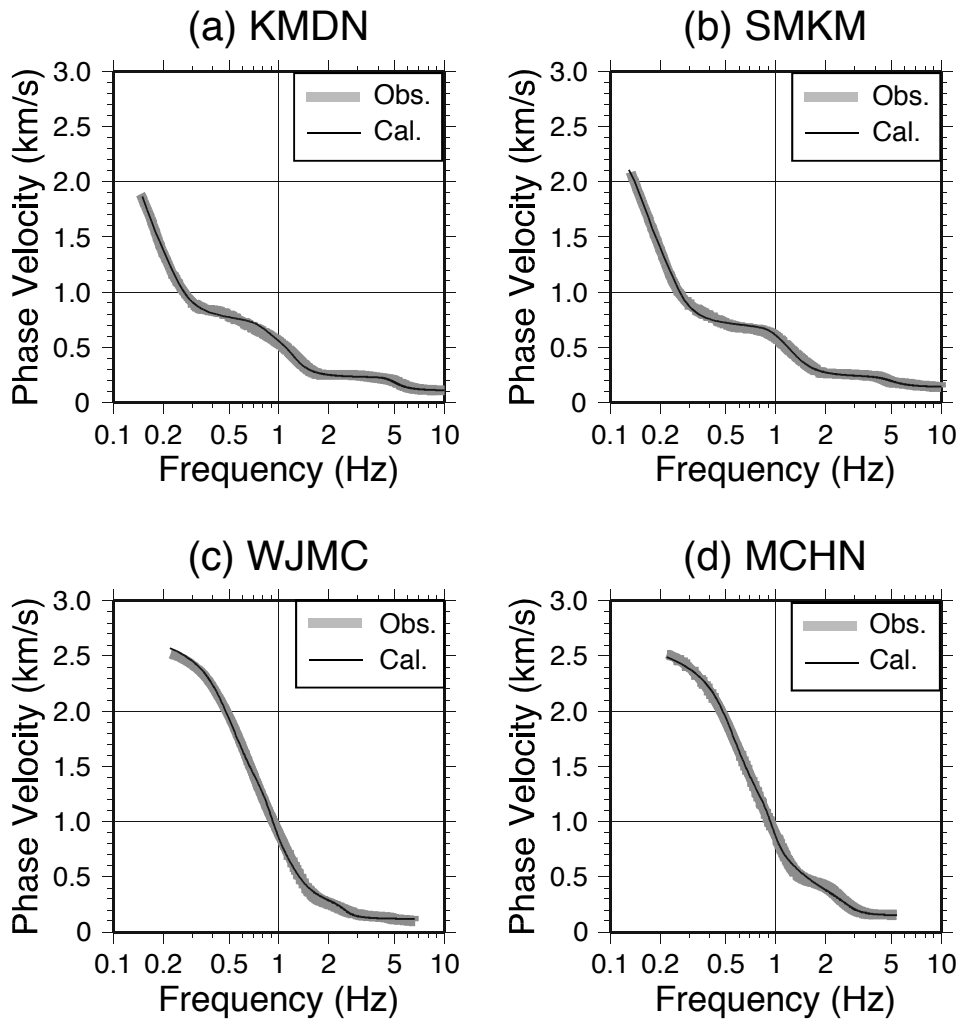 (a) KMDN
Phase Velocity (km/s)
3.0
2.5
2.0
1.5
1.0
0.5
0
Obs.
Cal.
0.1 0.2 0.5 1 2 5 10
Frequency (Hz)
(b) SMKM
Phase Velocity (km/s)
3.0
2.5
2.0
1.5
1.0
0.5
0
Obs.
Cal.
0.1 0.2 0.5 1 2 5 10
Frequency (Hz)
(c) WJMC
Phase Velocity (km/s)
3.0
2.5
2.0
1.5
1.0
0.5
0
Obs.
Cal.
0.1 0.2 0.5 1 2 5 10
Frequency (Hz)
(d) MCHN
Phase Velocity (km/s)
3.0
2.5
2.0
1.5
1.0
0.5
0
Obs.
Cal.
0.1 0.2 0.5 1 2 5 10
Frequency (Hz)